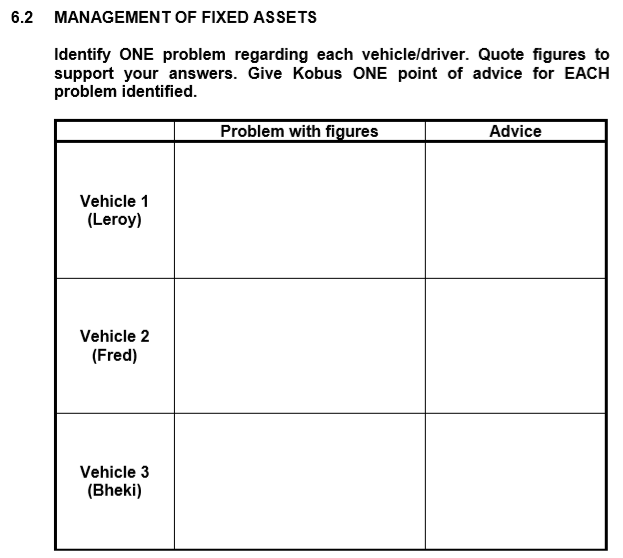 6.2 MANAGEMENT OF FIXED ASSETS
Identify ONE problem regarding each vehicle/driver. Quote figures to
support your answers. Give Kobus ONE point of advice for EACH
problem identified.
Problem with figures Advice
Vehicle 1
(Leroy)
Vehicle 2
(Fred)
Vehicle 3
(Bheki)